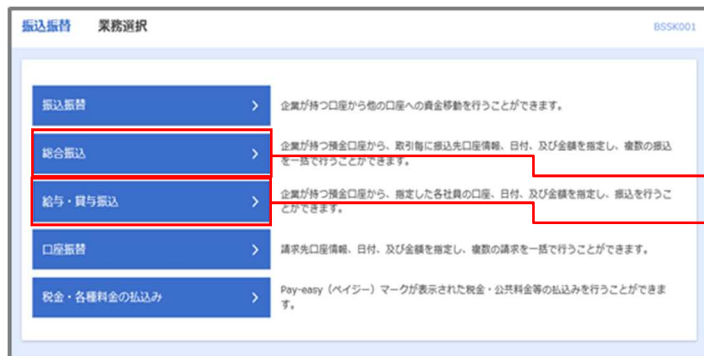 振込振替 業務選択 BSSK001
振込振替
企業が持つ口座から他の口座への資金移動を行うことができます。
総合振込
企業が持つ預金口座から、取引毎に振込先口座情報、日付、及び金額を指定し、複数の振込
を一括で行うことができます。
給与・賞与振込
企業が持つ預金口座から、指定した各社員の口座、日付、及び金額を指定し、振込を行うこ
とができます。
口座振替
請求先口座情報、日付、及び金額を指定し、複数の請求を一括で行うことができます。
税金・各種料金の払込み
Pay-easy（ペイジー）マークが表示された税金・公共料金等の払込みを行うことができま
す。